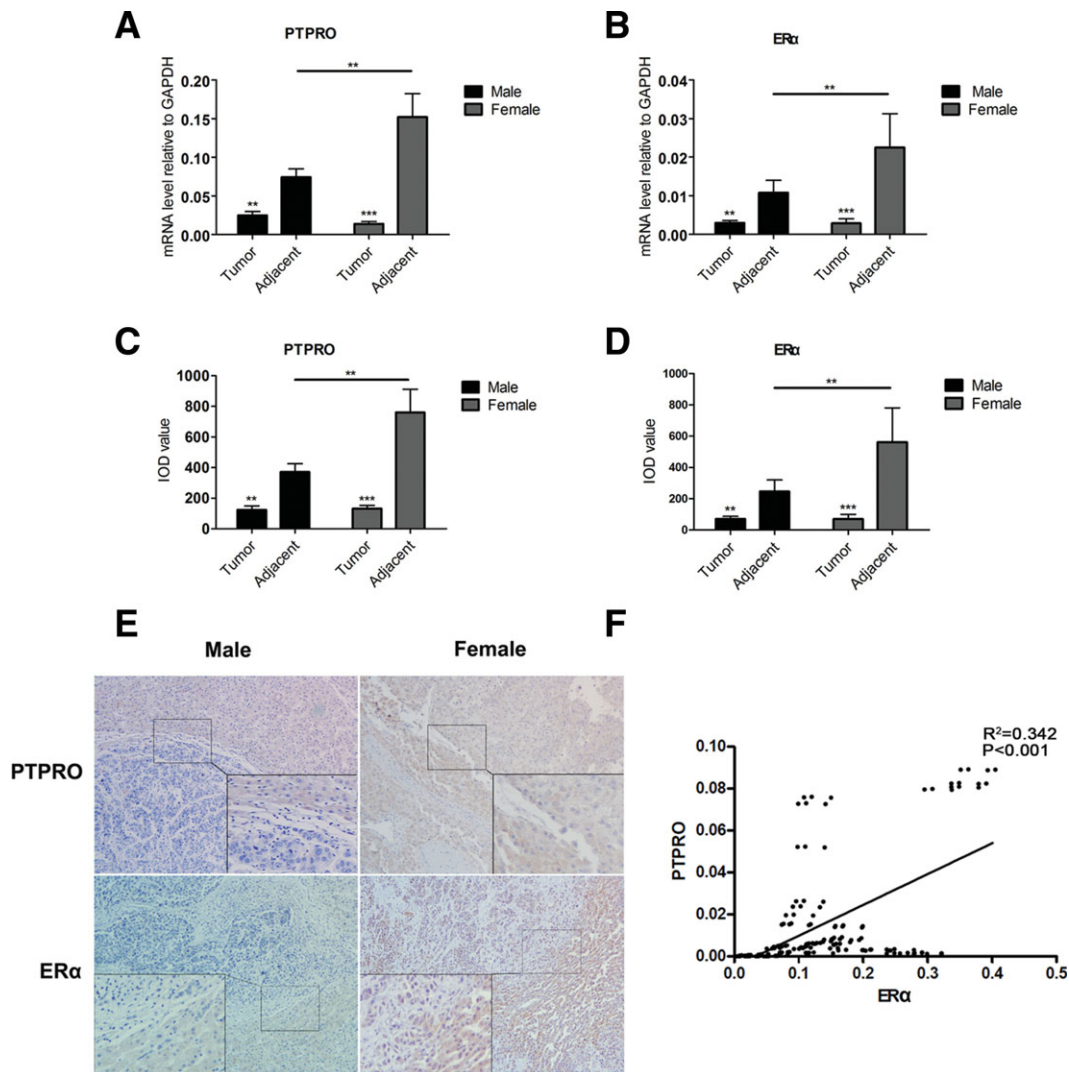 A
PTPRO
mRNA level relative to GAPDH
0.20
0.15
0.10
0.05
0.00
**
**
***
Male
Female
Tumor
Adjacent
Tumor
Adjacent
B
ERα
mRNA level relative to GAPDH
0.04
0.03
0.02
0.01
0.00
**
**
***
Male
Female
Tumor
Adjacent
Tumor
Adjacent
C
PTPRO
IOD value
1000
800
600
400
200
0
**
**
***
Male
Female
Tumor
Adjacent
Tumor
Adjacent
D
ERα
IOD value
1000
800
600
400
200
0
**
**
***
Male
Female
Tumor
Adjacent
Tumor
Adjacent
E
Male
Female
PTPRO
ERα
F
R²=0.342
P<0.001
PTPRO
0.10
0.08
0.06
0.04
0.02
0.00
0.0
0.1
0.2
0.3
0.4
0.5
ERα